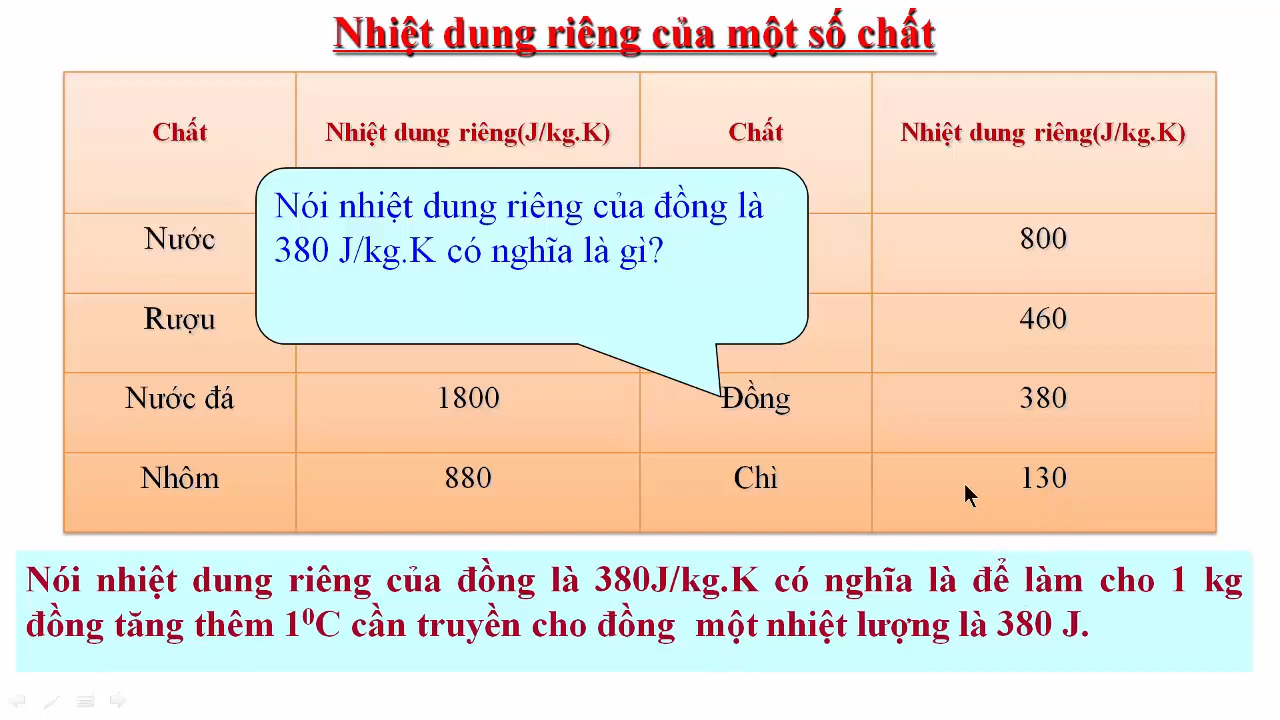 Nhiệt dung riêng của một số chất
Chất Nhiệt dung riêng(J/kg.K) Chất Nhiệt dung riêng(J/kg.K)
Nói nhiệt dung riêng của đồng là
380 J/kg.K có nghĩa là gì?
Nước 800
Rượu 460
Nước đá 1800 Đồng 380
Nhôm 880 Chì 130
Nói nhiệt dung riêng của đồng là 380J/kg.K có nghĩa là để làm cho 1 kg
đồng tăng thêm 1⁰C cần truyền cho đồng một nhiệt lượng là 380 J.